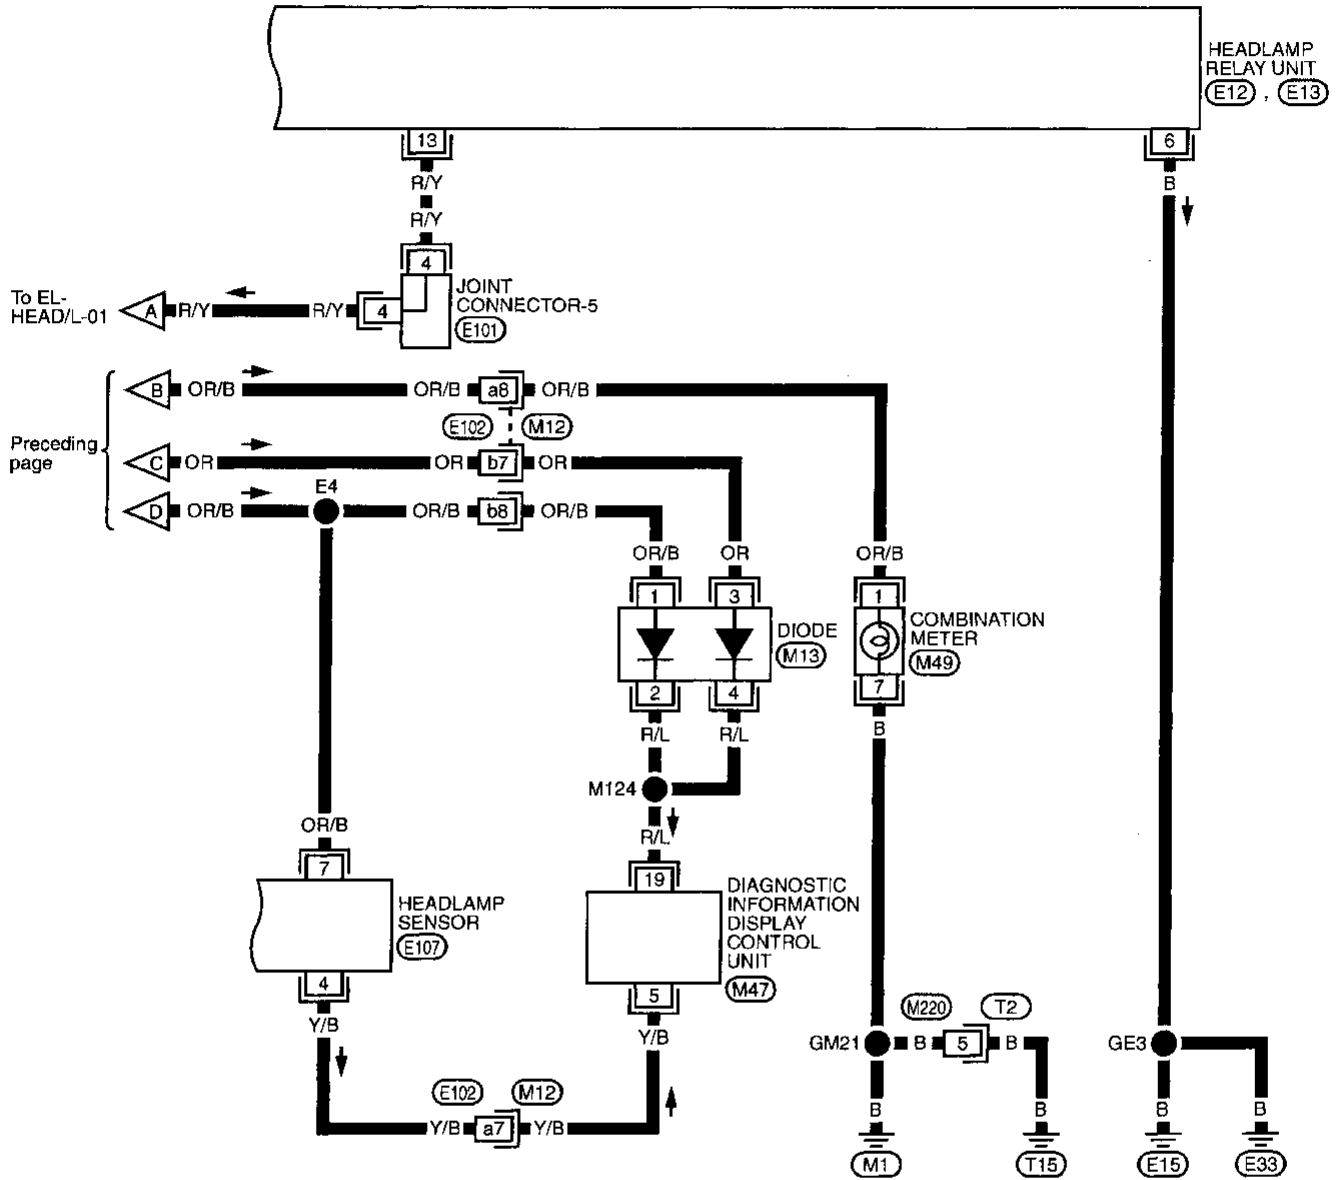 HEADLAMP
RELAY UNIT
E12 , E13
13
6
R/Y
B
R/Y
4
JOINT
CONNECTOR-5
E101
To EL-
HEAD/L-01
A
R/Y
R/Y
4
B
OR/B
OR/B
a8
OR/B
E102
M12
Preceding
page
C
OR
OR
b7
OR
E4
D
OR/B
OR/B
b8
OR/B
OR/B
OR
OR/B
1
3
1
DIODE
M13
COMBINATION
METER
M49
2
4
7
R/L
R/L
B
M124
R/L
OR/B
7
19
HEADLAMP
SENSOR
E107
DIAGNOSTIC
INFORMATION
DISPLAY
CONTROL
UNIT
M47
4
5
Y/B
Y/B
M220
T2
GM21
B
5
B
GE3
E102
M12
Y/B
a7
Y/B
B
B
B
B
M1
T15
E15
E33